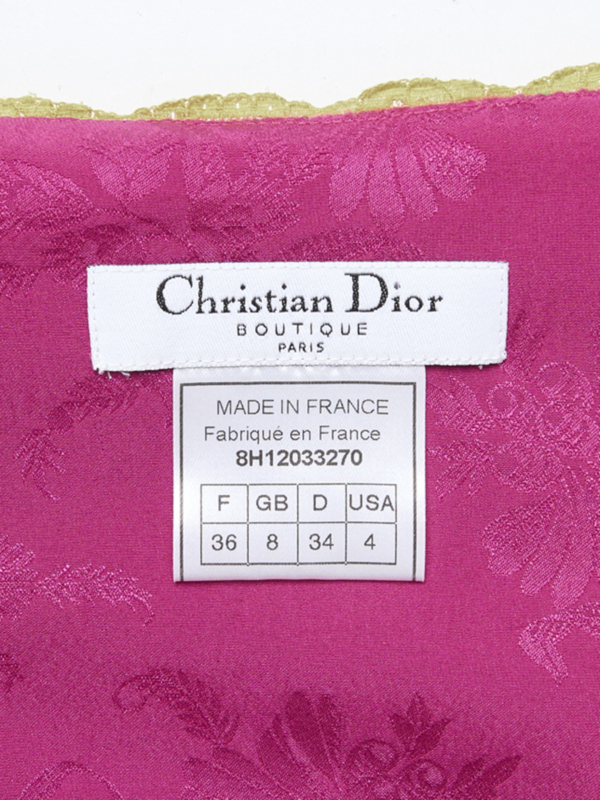 Christian Dior
BOUTIQUE
PARIS
MADE IN FRANCE
Fabriqué en France
8H12033270
F GB D USA
36 8 34 4